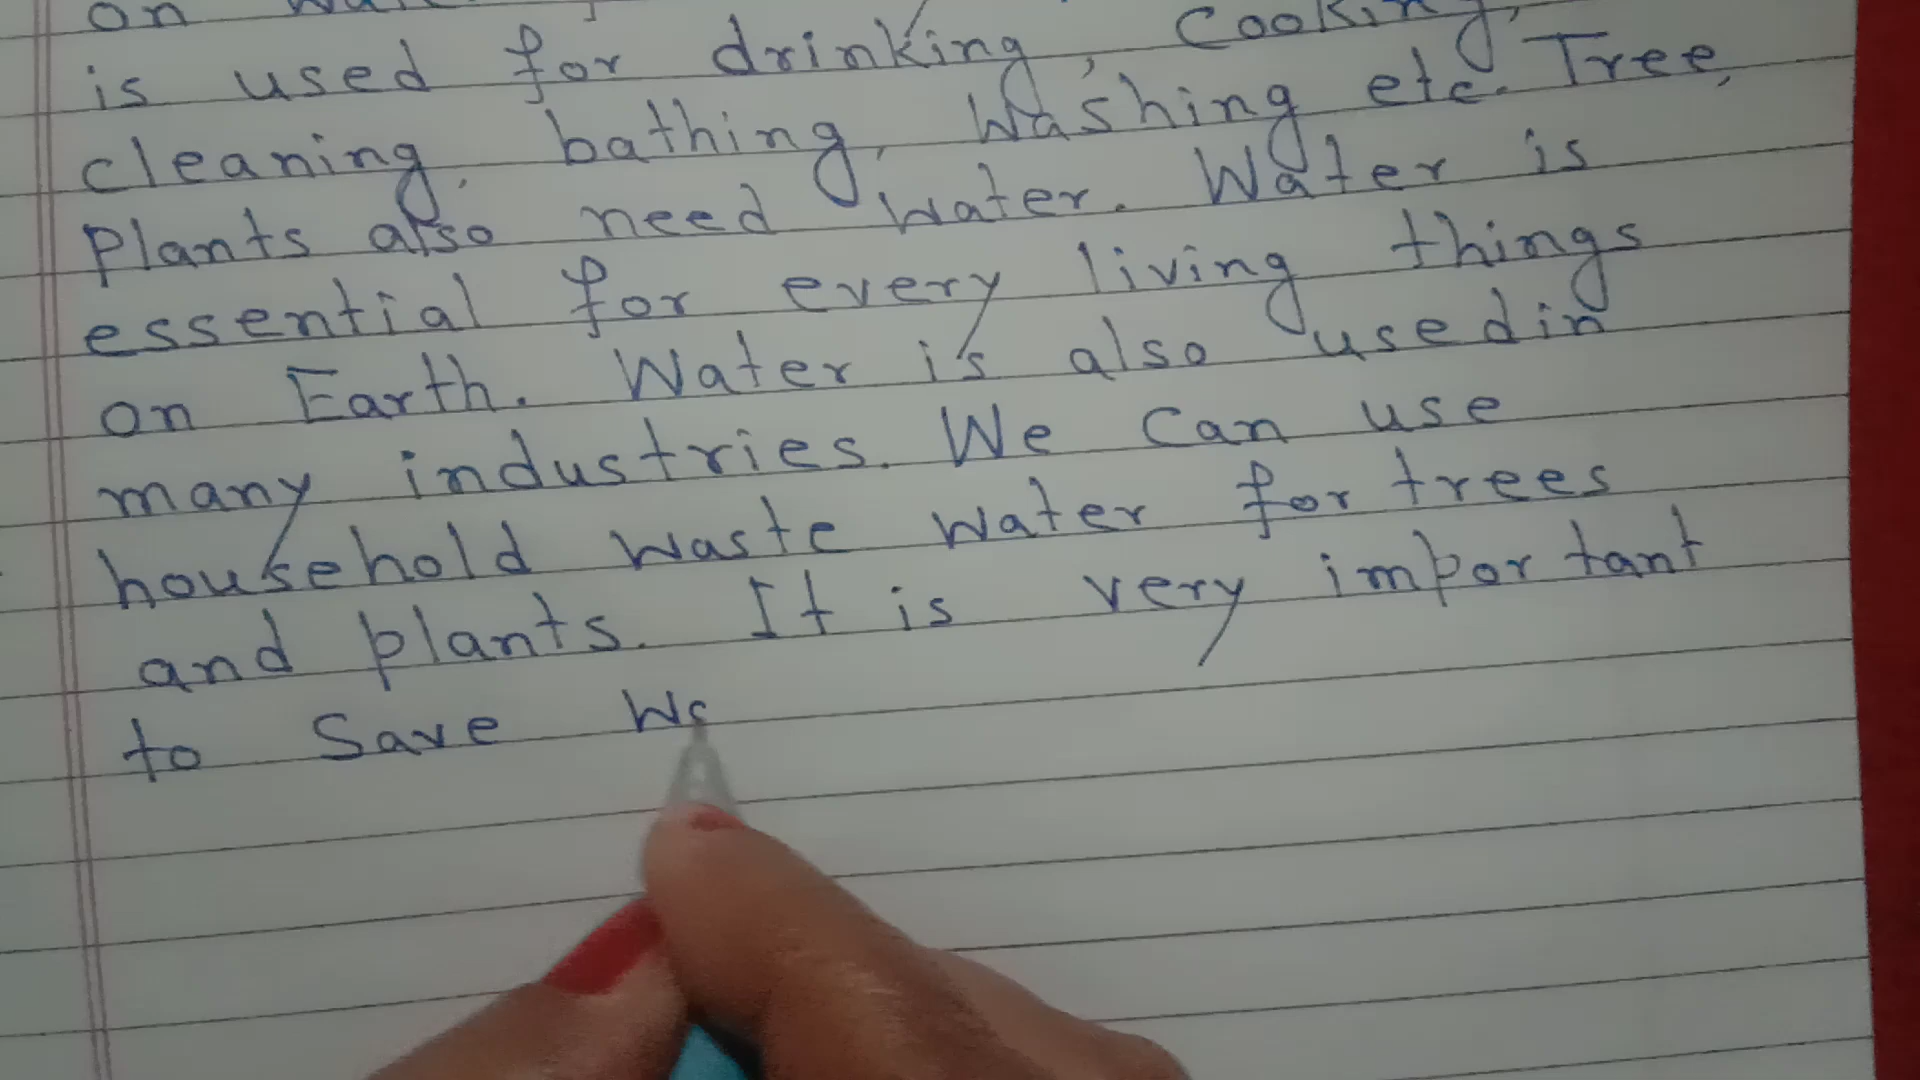 on
is used for drinking, Cooking,
cleaning, bathing, Washing etc. Tree,
Plants also need water. Water is
essential for every living things
on Earth. Water is also used in
many industries. We Can use
household waste water for trees
and plants. It is very important
to Save